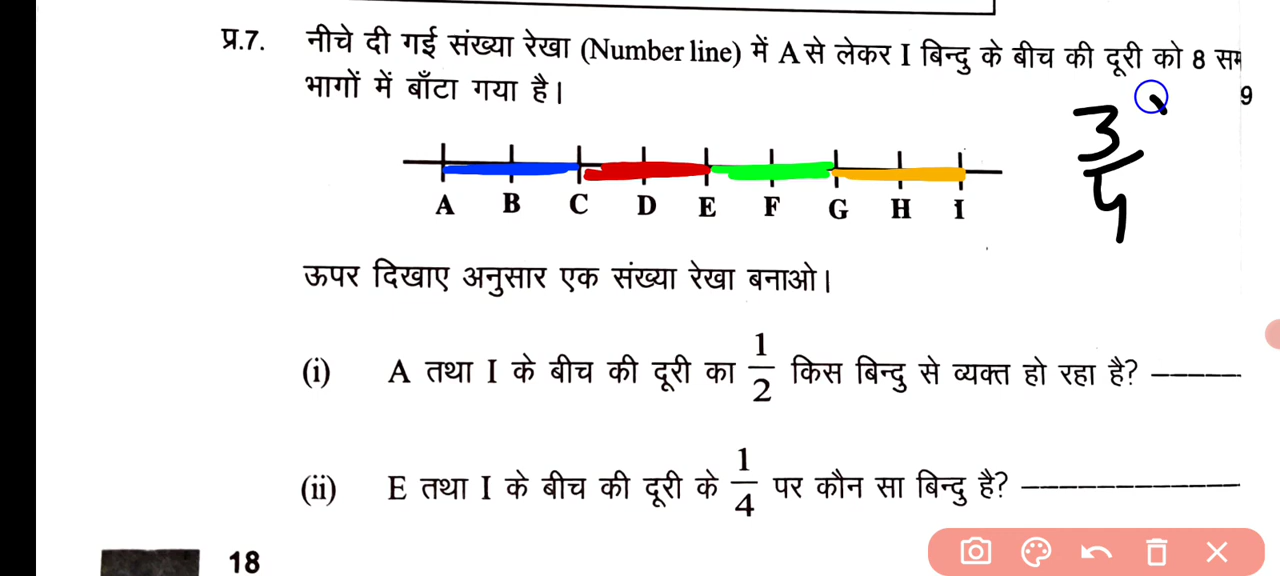 प्र.7. नीचे दी गई संख्या रेखा (Number line) में A से लेकर I बिन्दु के बीच की दूरी को 8 सम
भागों में बाँटा गया है।
9
3
4
A B C D E F G H I
ऊपर दिखाए अनुसार एक संख्या रेखा बनाओ।
(i) A तथा I के बीच की दूरी का 1/2 किस बिन्दु से व्यक्त हो रहा है? ————
(ii) E तथा I के बीच की दूरी के 1/4 पर कौन सा बिन्दु है? ————————
18